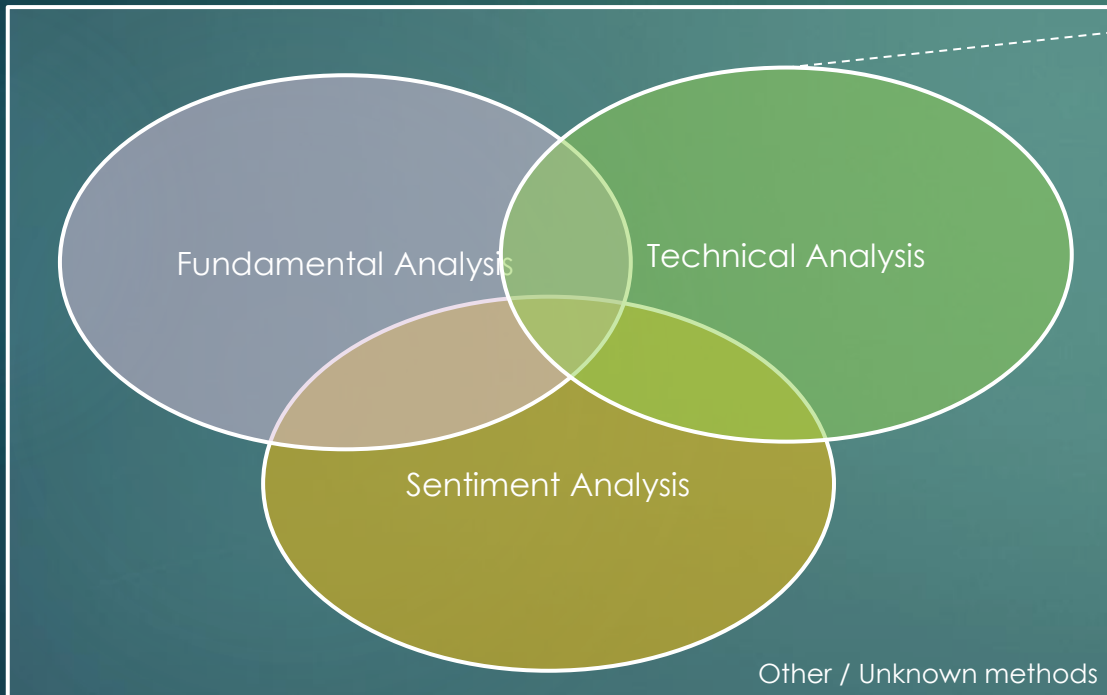 Fundamental Analysis
Technical Analysis
Sentiment Analysis
Other / Unknown methods